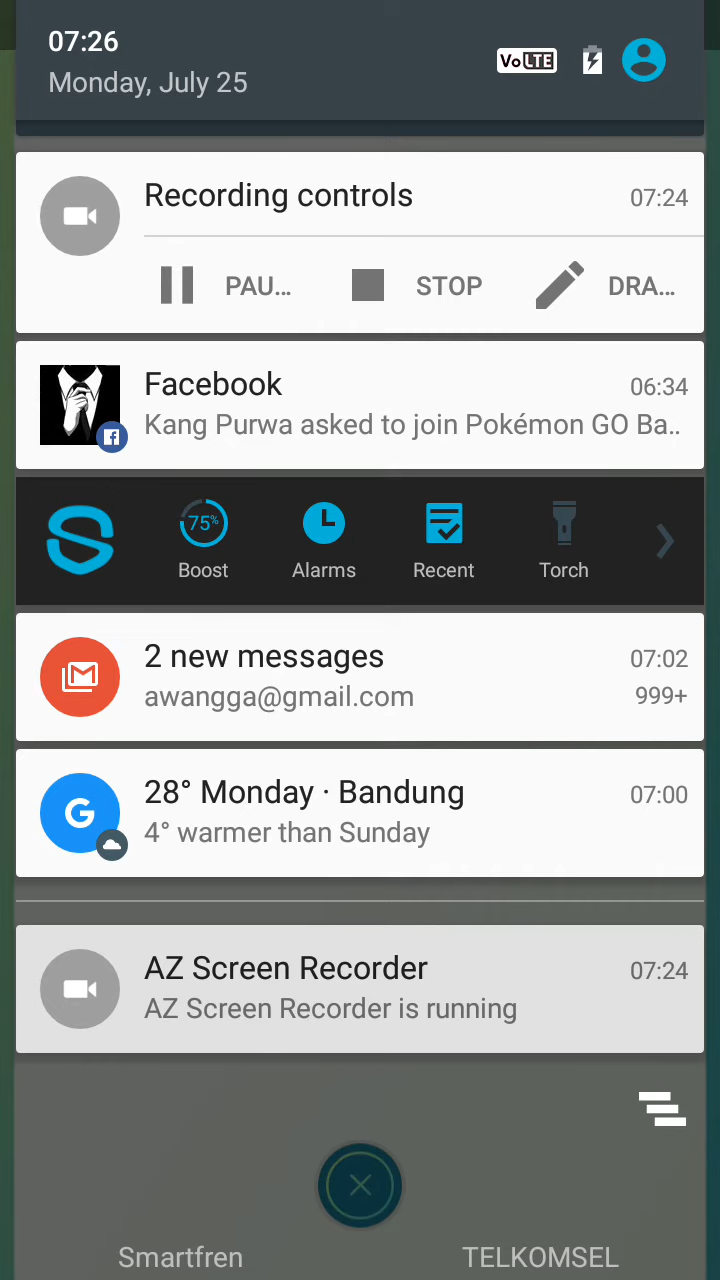 07:26
Monday, July 25
VoLTE
Recording controls 07:24
PAU... STOP DRA...
Facebook 06:34
Kang Purwa asked to join Pokémon GO Ba..
75%
Boost Alarms Recent Torch
2 new messages 07:02
awangga@gmail.com 999+
G
28° Monday · Bandung 07:00
4° warmer than Sunday
AZ Screen Recorder 07:24
AZ Screen Recorder is running
Smartfren TELKOMSEL